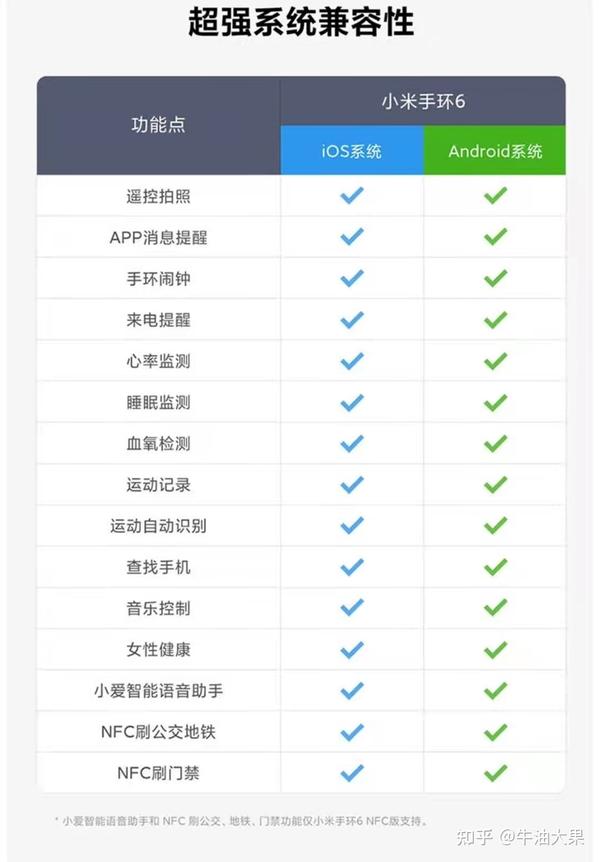 超强系统兼容性
功能点
小米手环6
iOS系统
Android系统
遥控拍照
APP消息提醒
手环闹钟
来电提醒
心率监测
睡眠监测
血氧检测
运动记录
运动自动识别
查找手机
音乐控制
女性健康
小爱智能语音助手
NFC刷公交地铁
NFC刷门禁
* 小爱智能语音助手和 NFC 刷公交、地铁、门禁功能仅小米手环6 NFC版支持。
知乎 @牛油大果